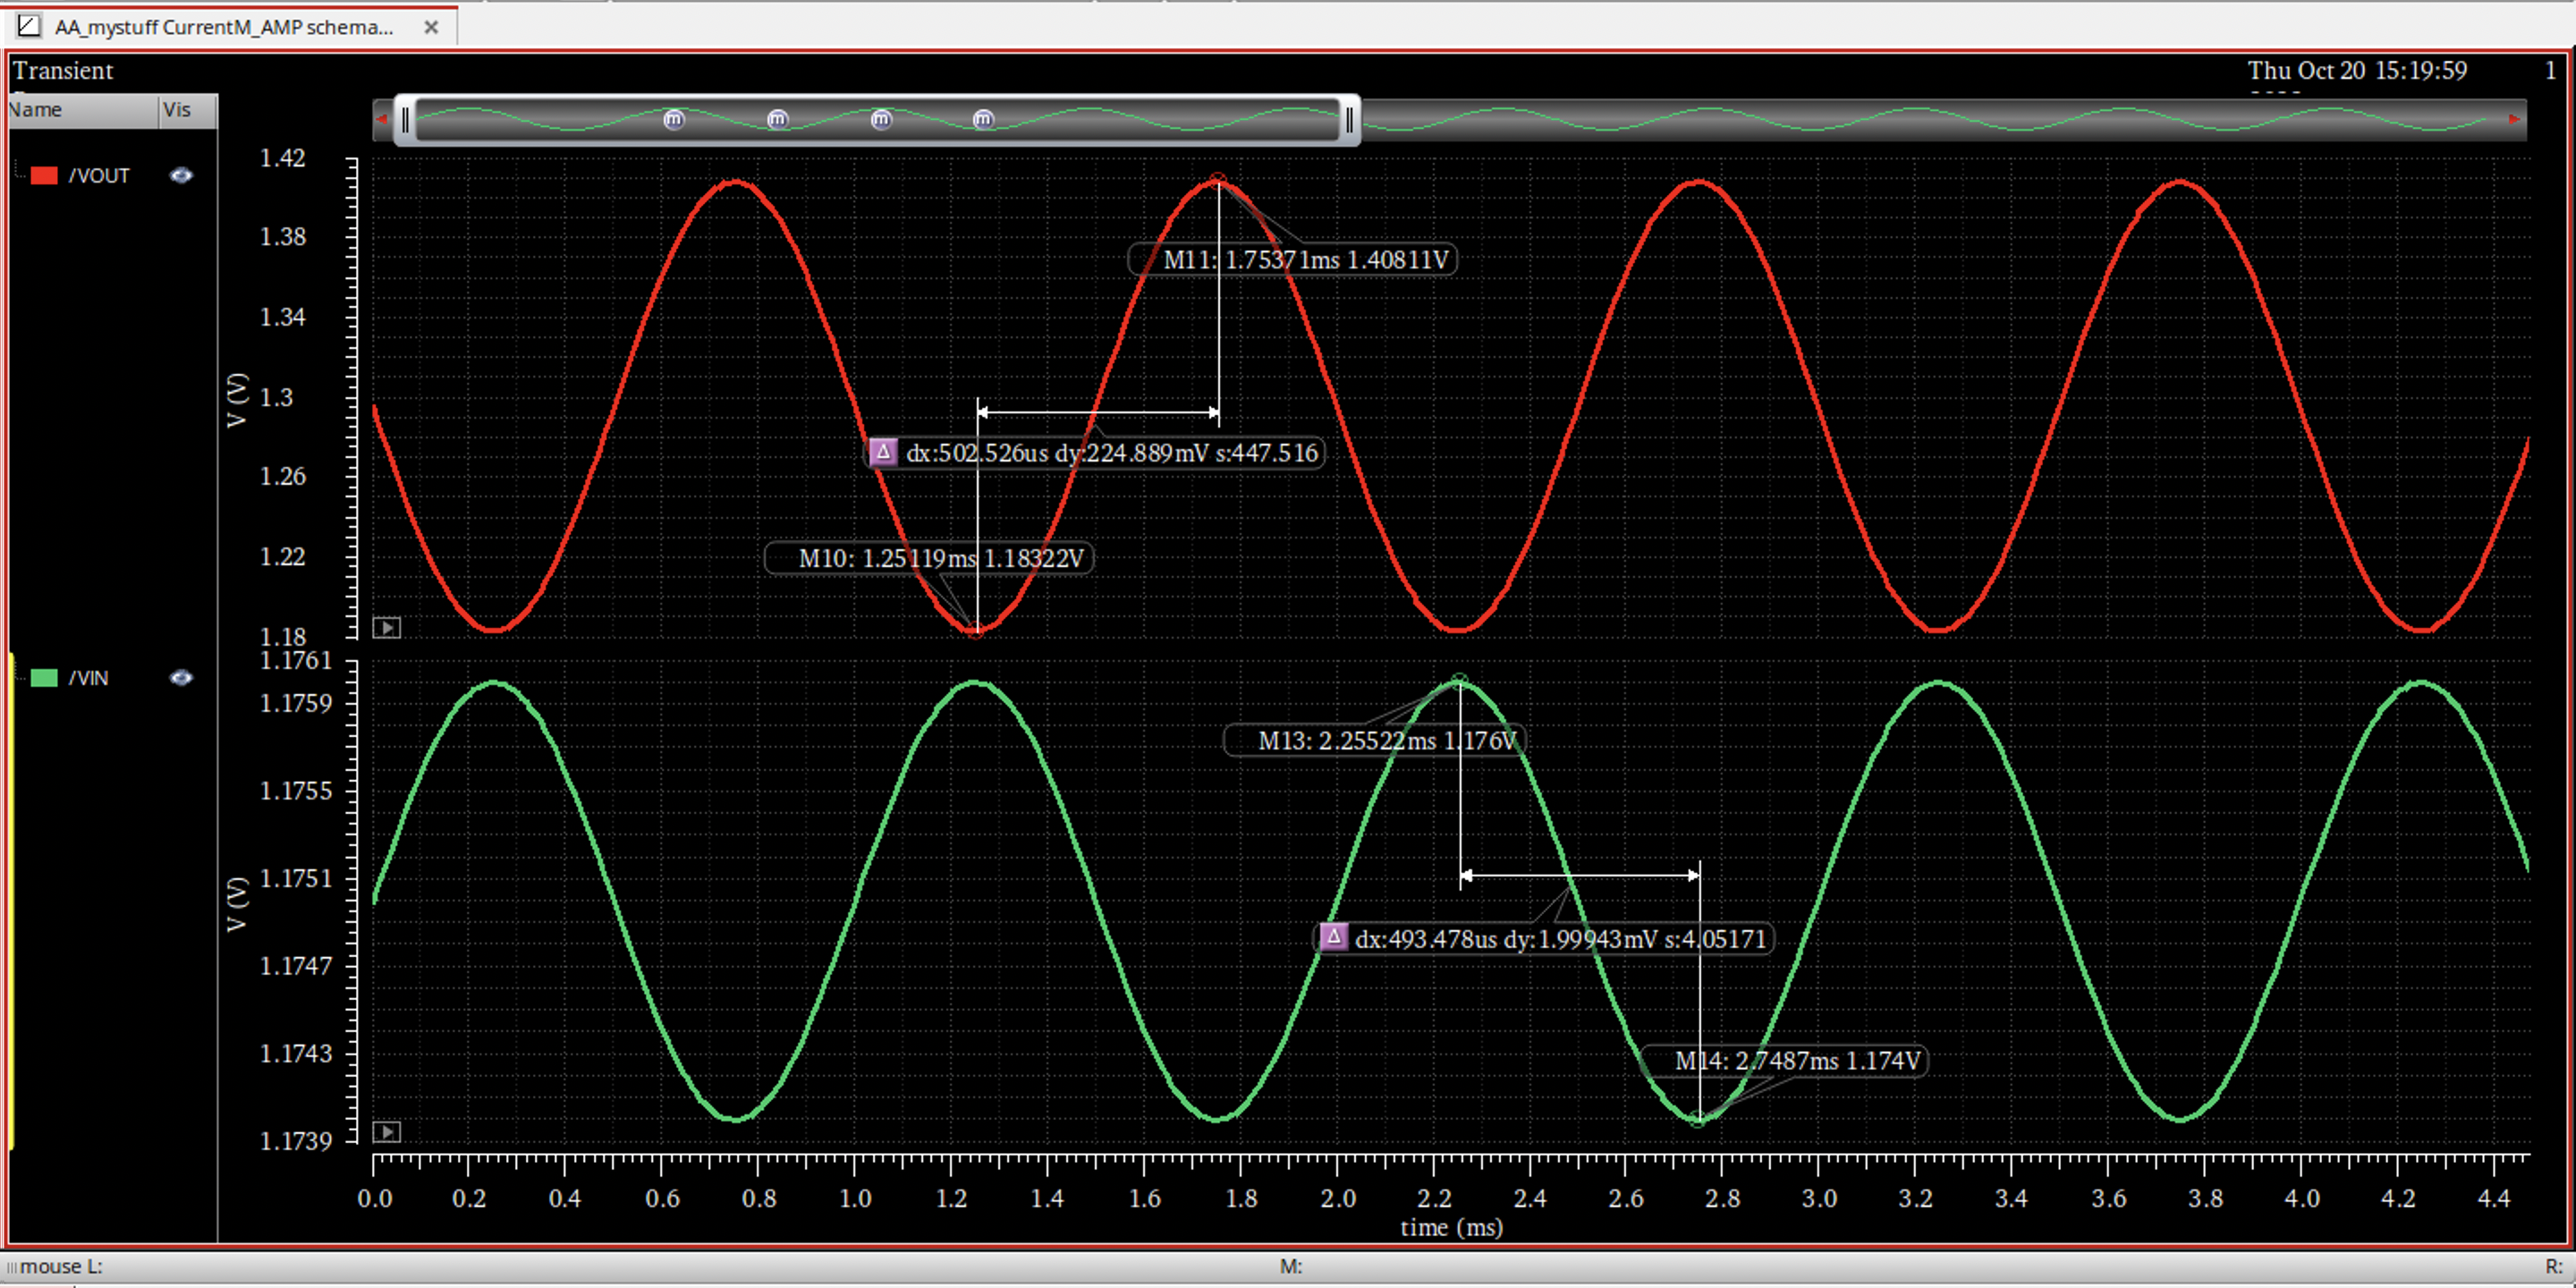 AA_mystuff CurrentM_AMP schema...
Transient
Thu Oct 20 15:19:59 1
Name Vis
/VOUT
V (V)
1.42
1.38
1.34
1.3
1.26
1.22
1.18
M11: 1.75371ms 1.40811V
dx:502.526us dy:224.889mV s:447.516
M10: 1.25119ms 1.18322V
/VIN
V (V)
1.1761
1.1759
1.1755
1.1751
1.1747
1.1743
1.1739
M13: 2.25522ms 1.176V
dx:493.478us dy:1.99943mV s:4.05171
M14: 2.7487ms 1.174V
0.0 0.2 0.4 0.6 0.8 1.0 1.2 1.4 1.6 1.8 2.0 2.2 2.4 2.6 2.8 3.0 3.2 3.4 3.6 3.8 4.0 4.2 4.4
time (ms)
mouse L: M: R: